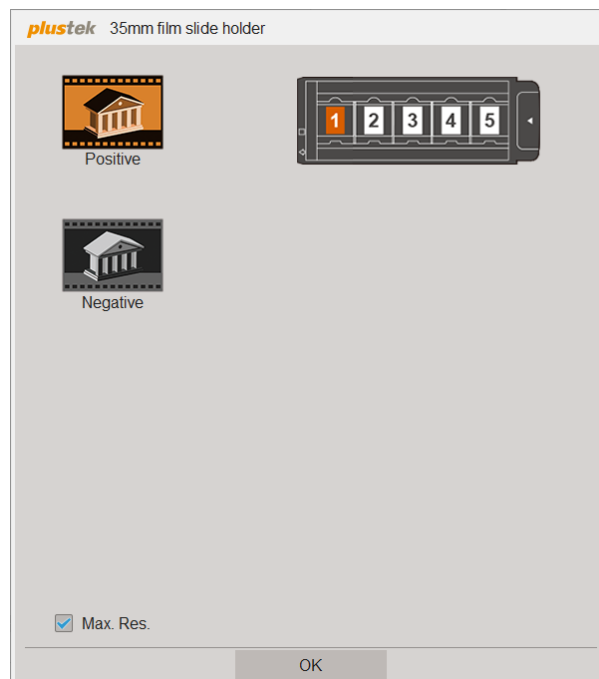 plustek 35mm film slide holder
Positive
1 2 3 4 5
Negative
Max. Res.
OK